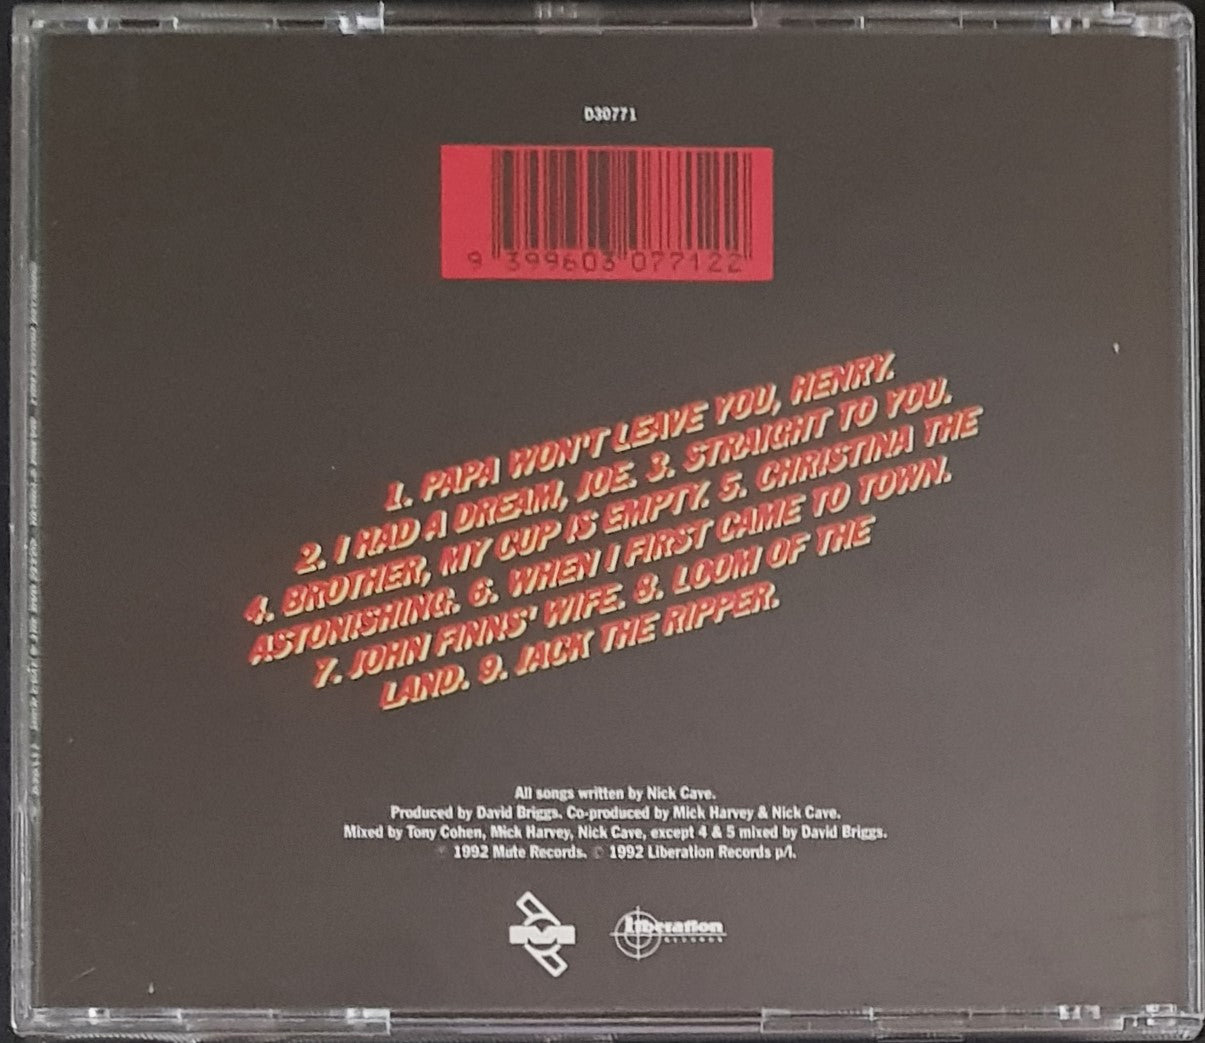 D30771
9 399603 077122
1. PAPA WON'T LEAVE YOU, HENRY.
2. I HAD A DREAM, JOE. 3. STRAIGHT TO YOU.
4. BROTHER, MY CUP IS EMPTY. 5. CHRISTINA THE
ASTONISHING. 6. WHEN I FIRST CAME TO TOWN.
7. JOHN FINNS' WIFE. 8. LOOM OF THE
LAND. 9. JACK THE RIPPER.
All songs written by Nick Cave.
Produced by David Briggs. Co-produced by Mick Harvey & Nick Cave.
Mixed by Tony Cohen, Mick Harvey, Nick Cave, except 4 & 5 mixed by David Briggs.
1992 Mute Records. © 1992 Liberation Records p/l.
Liberation
RECORDS